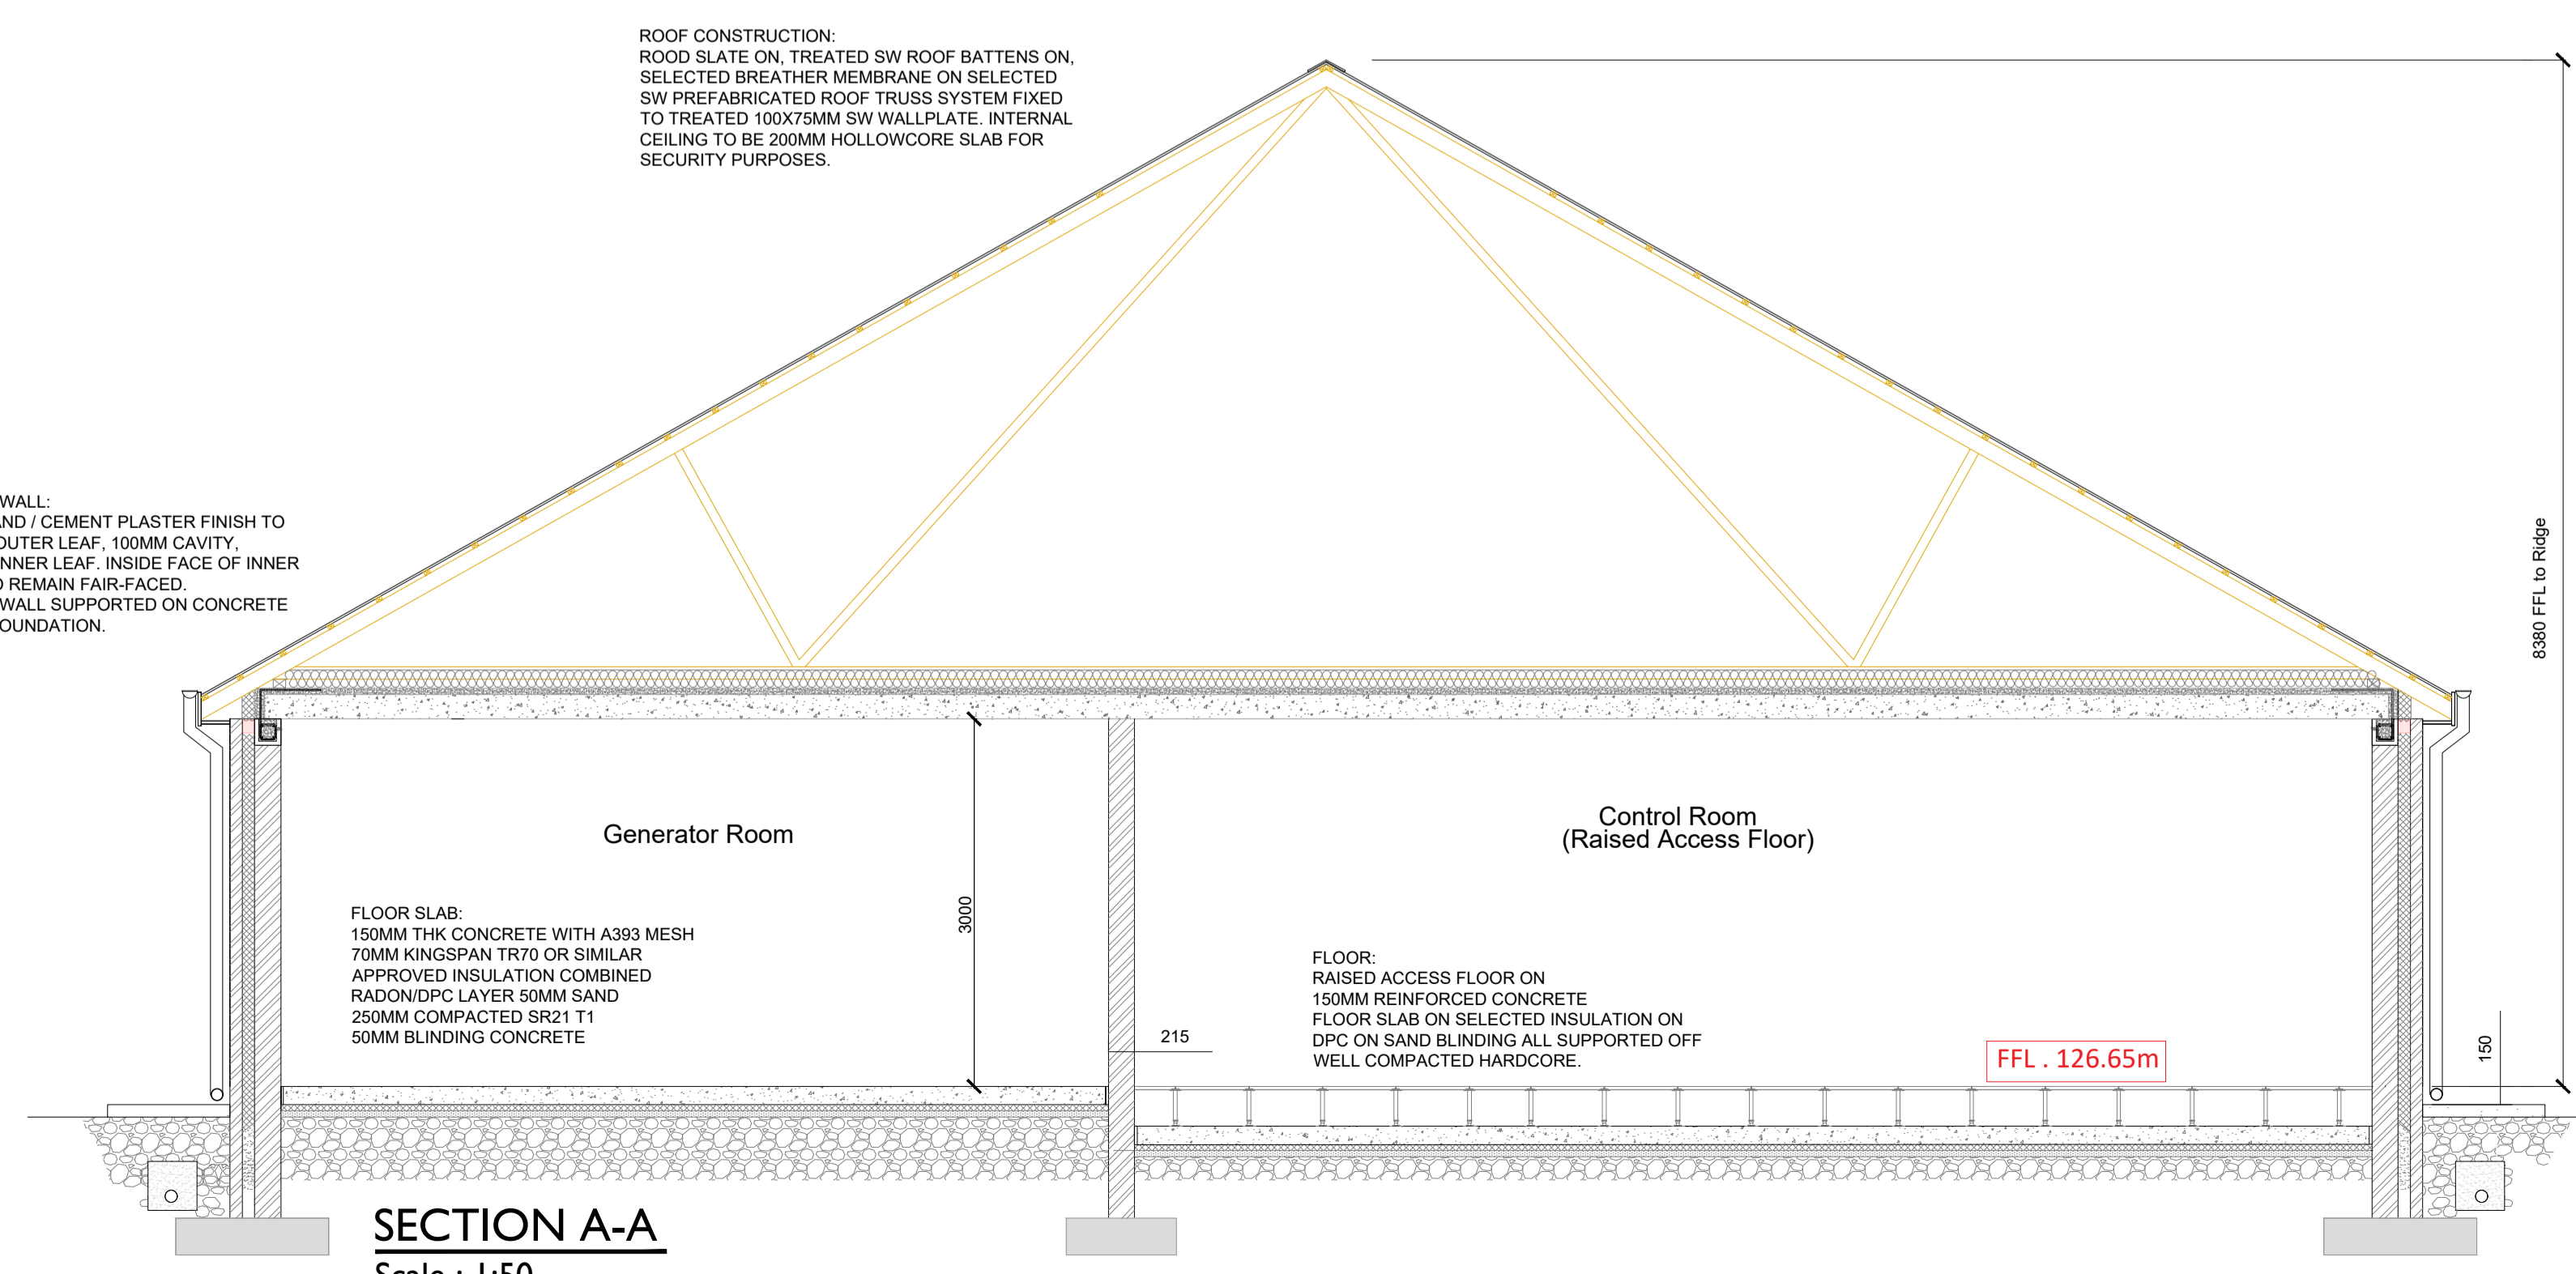 ROOF CONSTRUCTION:
ROOD SLATE ON, TREATED SW ROOF BATTENS ON,
SELECTED BREATHER MEMBRANE ON SELECTED
SW PREFABRICATED ROOF TRUSS SYSTEM FIXED
TO TREATED 100X75MM SW WALLPLATE. INTERNAL
CEILING TO BE 200MM HOLLOWCORE SLAB FOR
SECURITY PURPOSES.
WALL:
AND / CEMENT PLASTER FINISH TO
OUTER LEAF, 100MM CAVITY,
INNER LEAF. INSIDE FACE OF INNER
O REMAIN FAIR-FACED.
WALL SUPPORTED ON CONCRETE
OUNDATION.
8380 FFL to Ridge
Generator Room
Control Room
(Raised Access Floor)
3000
FLOOR SLAB:
150MM THK CONCRETE WITH A393 MESH
70MM KINGSPAN TR70 OR SIMILAR
APPROVED INSULATION COMBINED
RADON/DPC LAYER 50MM SAND
250MM COMPACTED SR21 T1
50MM BLINDING CONCRETE
215
FLOOR:
RAISED ACCESS FLOOR ON
150MM REINFORCED CONCRETE
FLOOR SLAB ON SELECTED INSULATION ON
DPC ON SAND BLINDING ALL SUPPORTED OFF
WELL COMPACTED HARDCORE.
FFL . 126.65m
150
SECTION A-A
Scale : 1:50